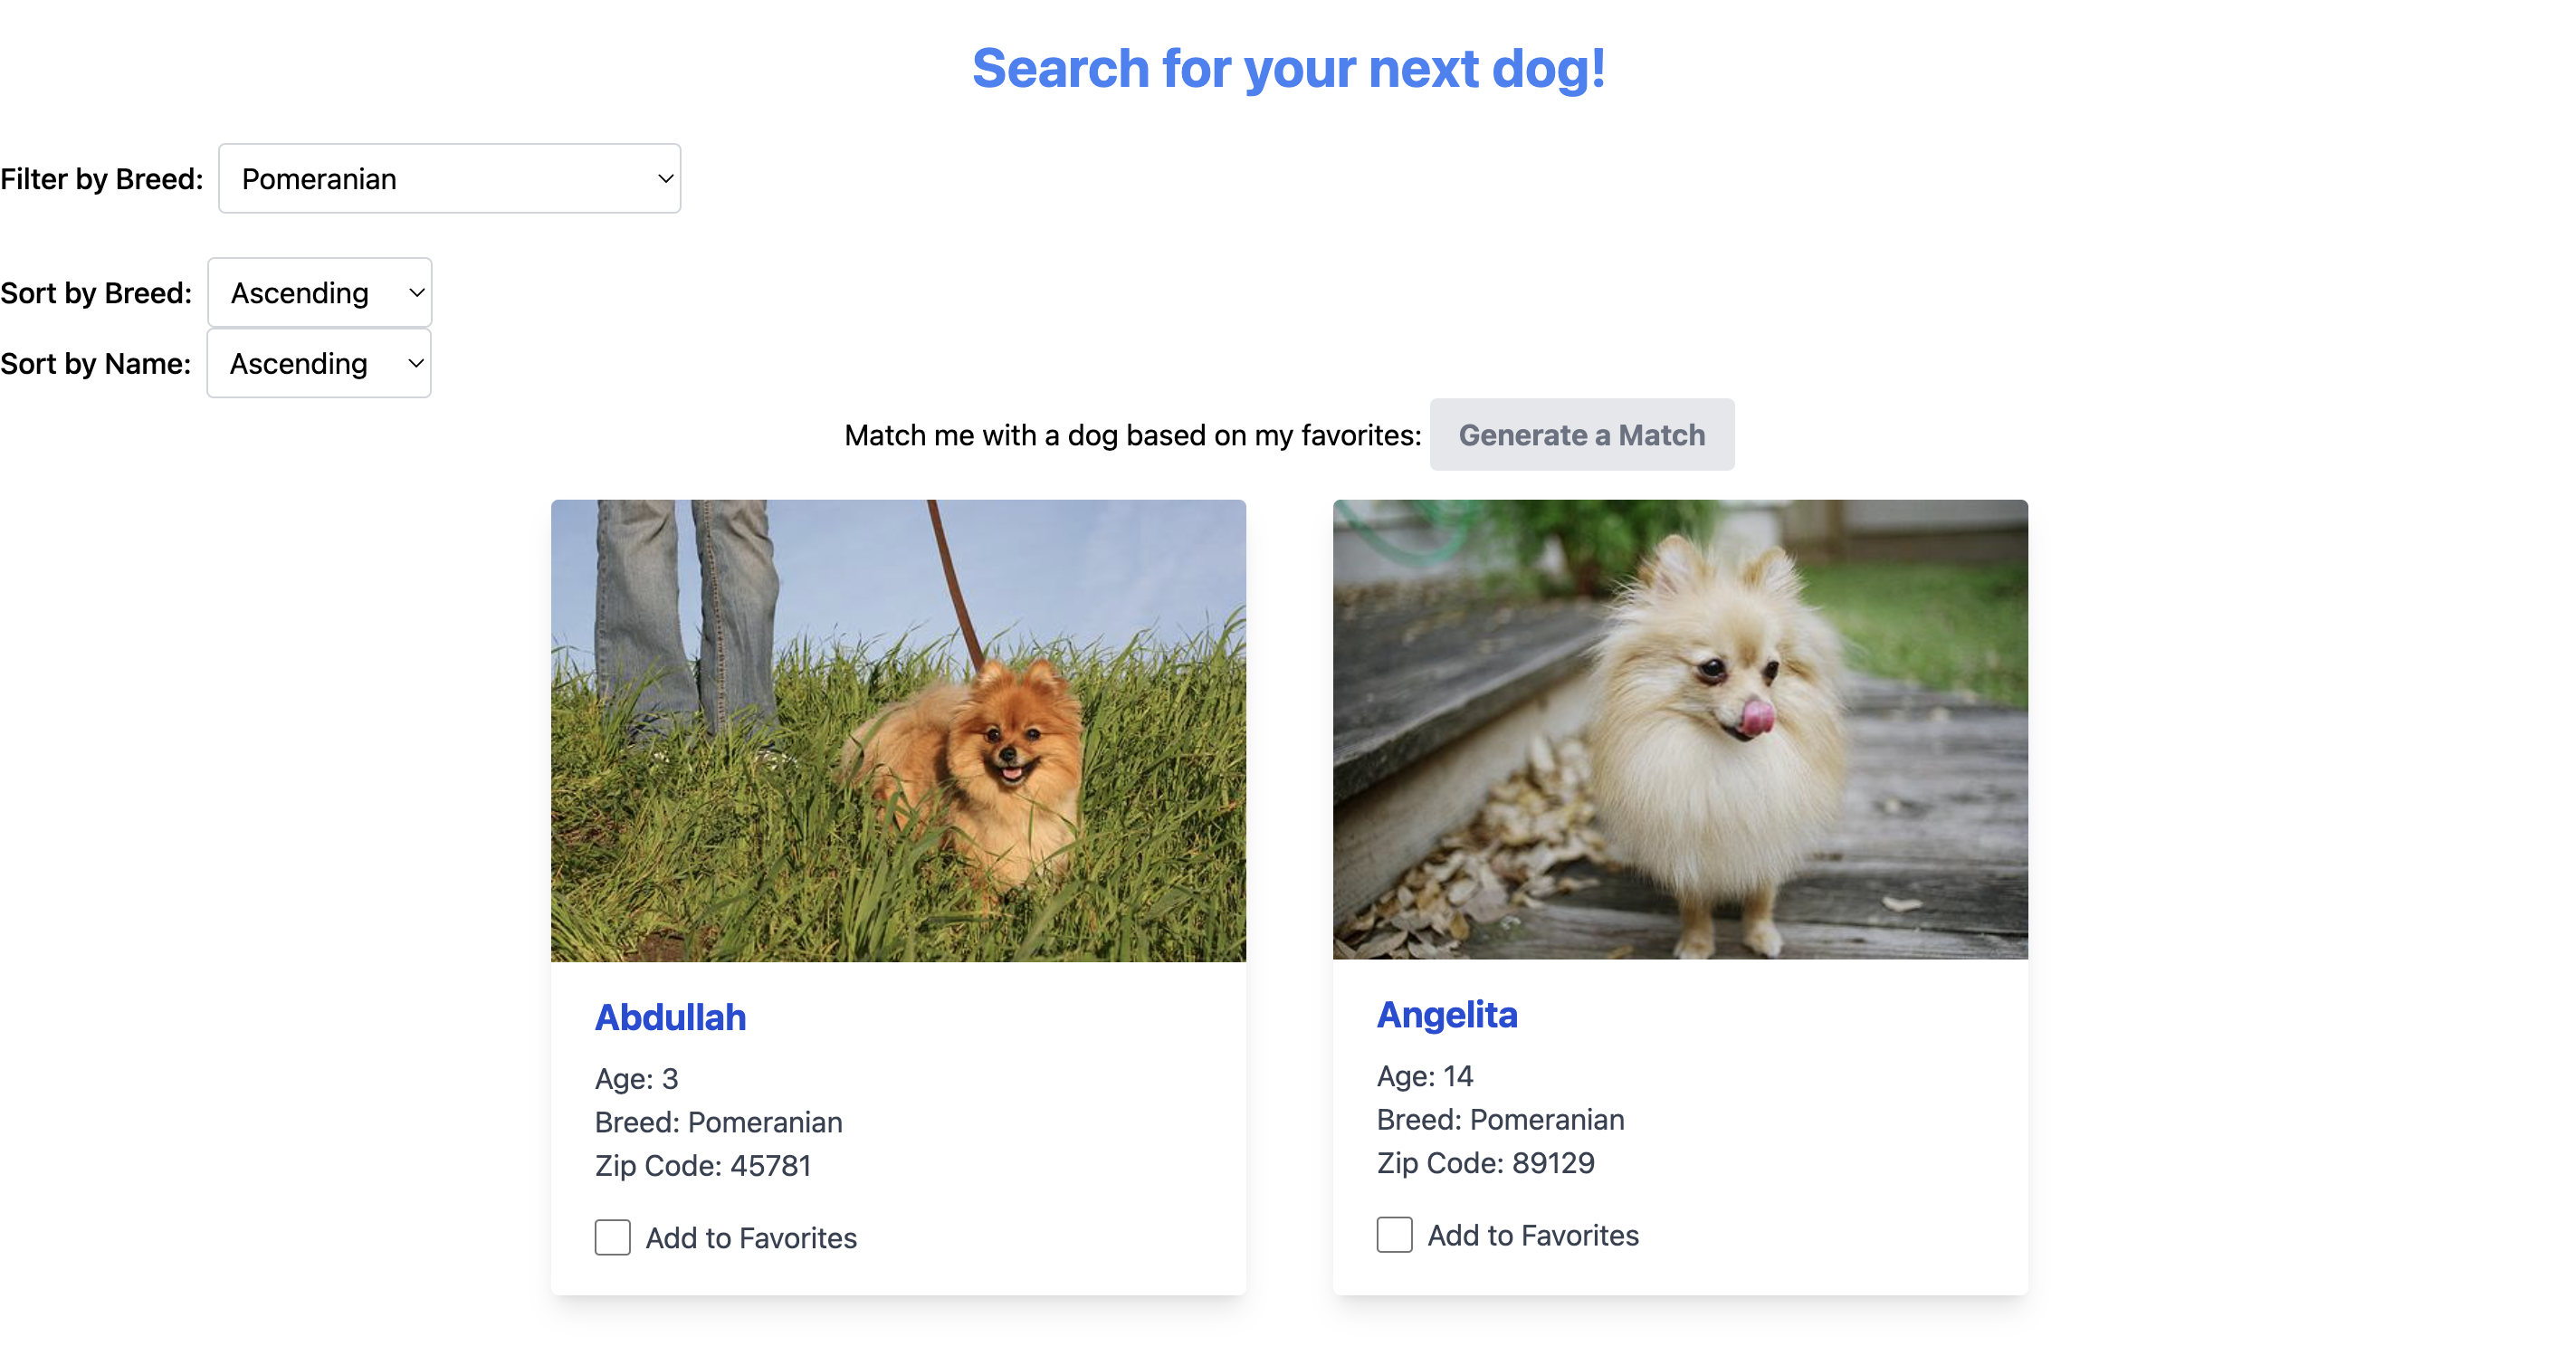 Search for your next dog!
Filter by Breed: Pomeranian
Sort by Breed: Ascending
Sort by Name: Ascending
Match me with a dog based on my favorites: Generate a Match
Abdullah
Age: 3
Breed: Pomeranian
Zip Code: 45781
Add to Favorites
Angelita
Age: 14
Breed: Pomeranian
Zip Code: 89129
Add to Favorites